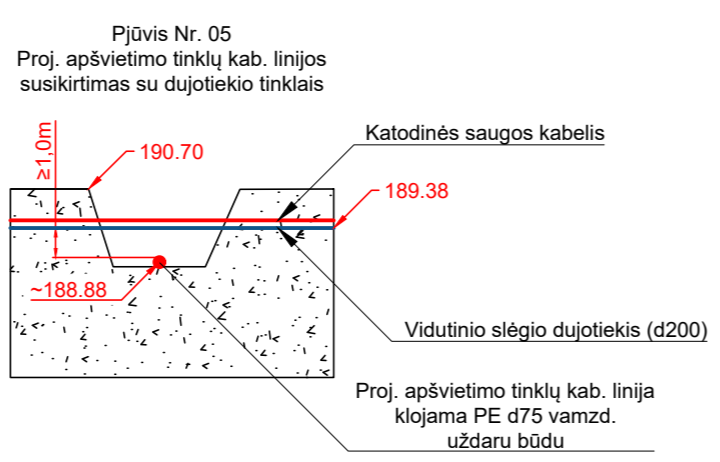 Pjūvis Nr. 05
Proj. apšvietimo tinklų kab. linijos
susikirtimas su dujotiekio tinklais
≥1,0m
190.70
Katodinės saugos kabelis
189.38
~188.88
Vidutinio slėgio dujotiekis (d200)
Proj. apšvietimo tinklų kab. linija
klojama PE d75 vamzd.
uždaru būdu